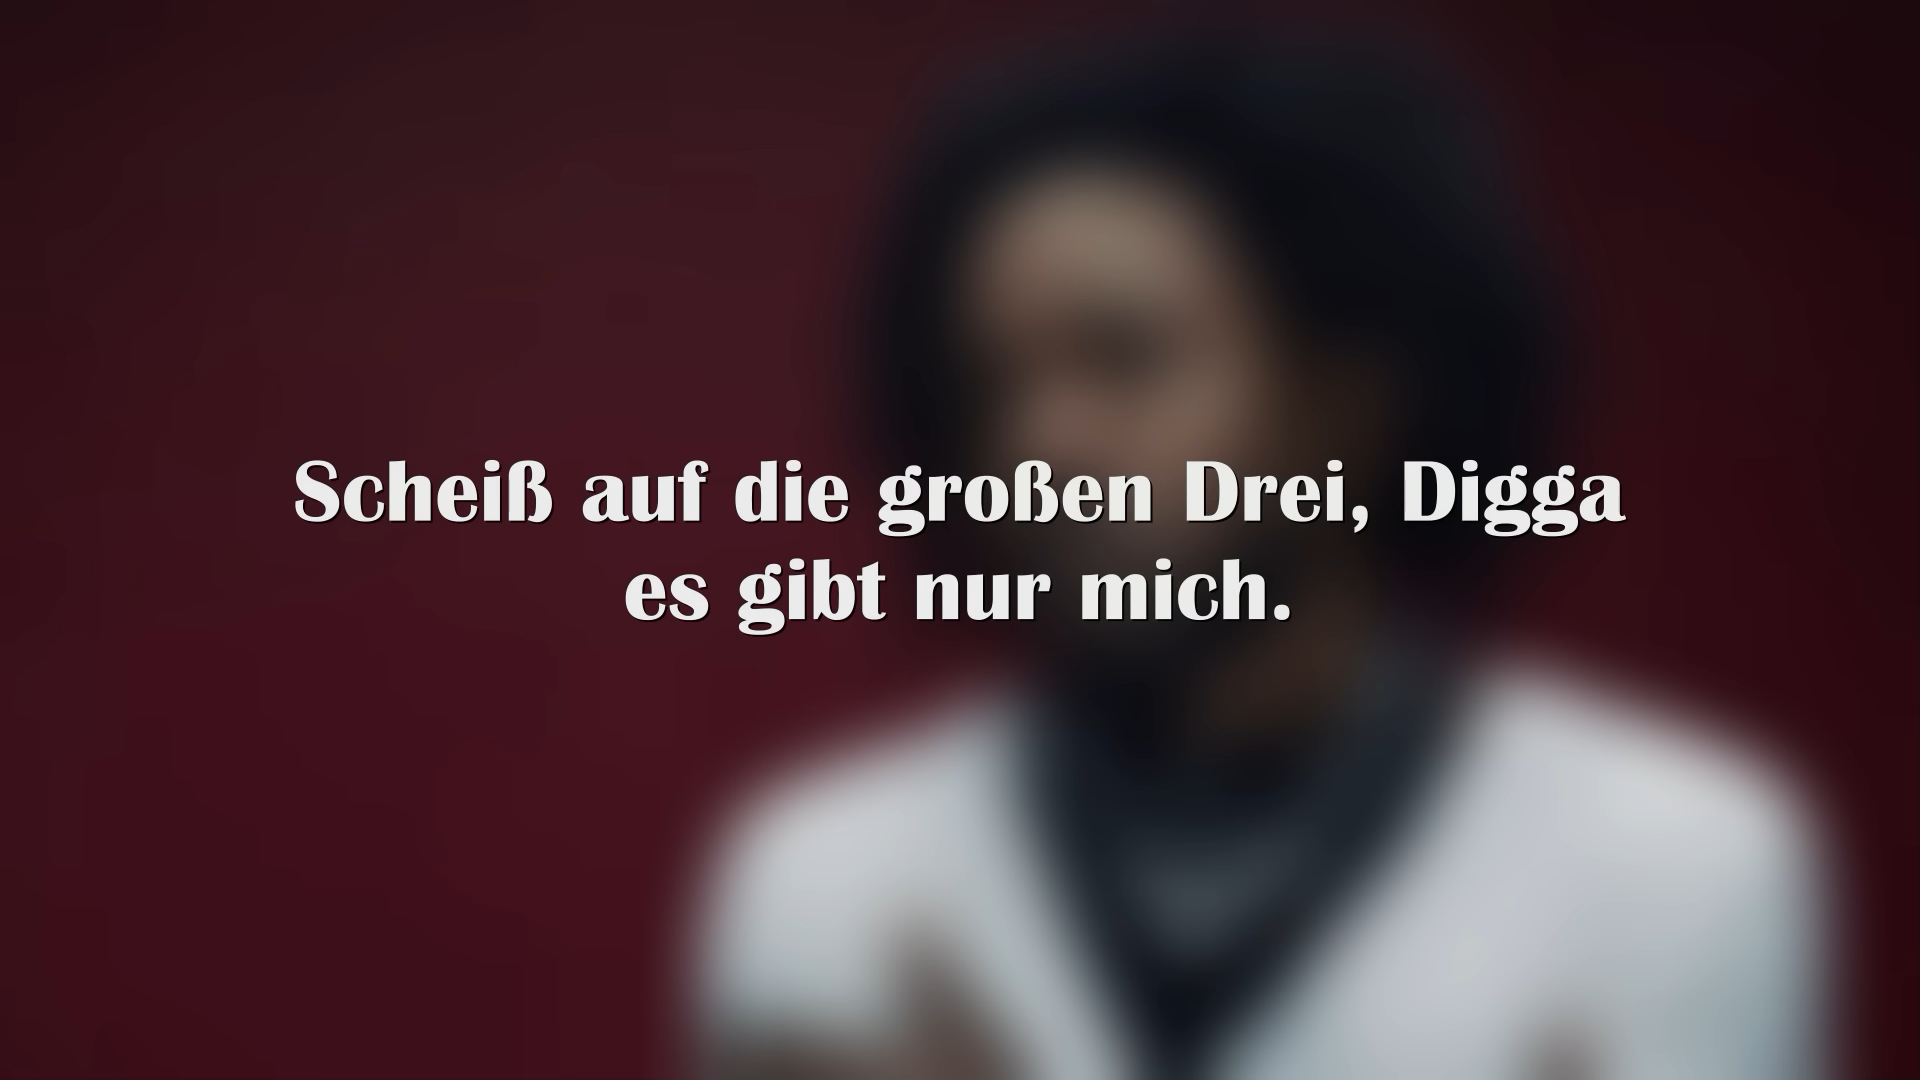 Scheiß auf die großen Drei, Digga
es gibt nur mich.